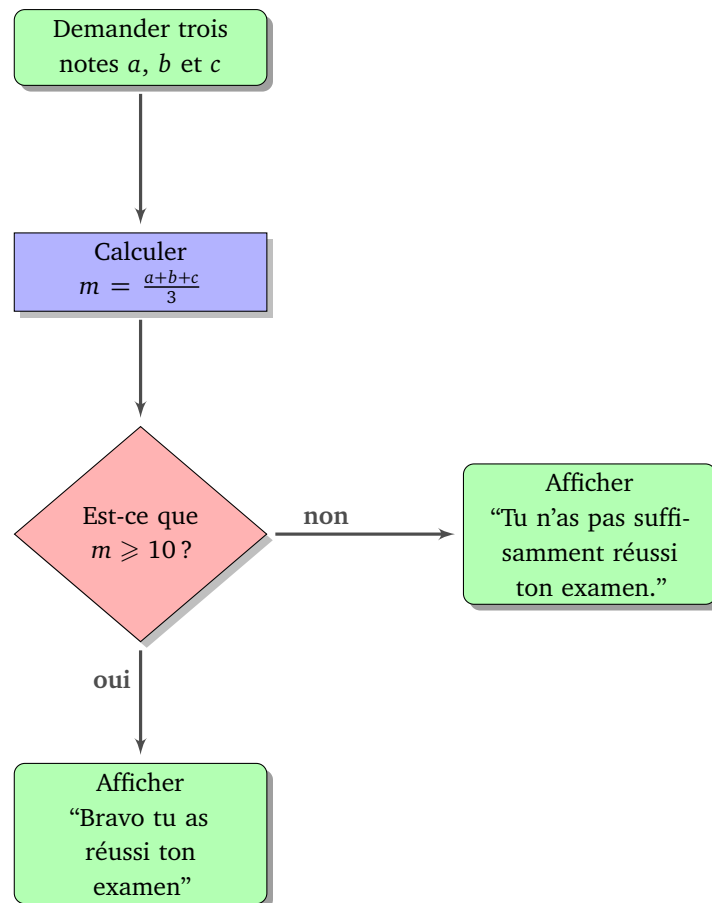 Demander trois
notes a, b et c
Calculer
m = \frac{a+b+c}{3}
Est-ce que
m ⩾ 10 ?
non
Afficher
“Tu n'as pas suffi-
samment réussi
ton examen.”
oui
Afficher
“Bravo tu as
réussi ton
examen”